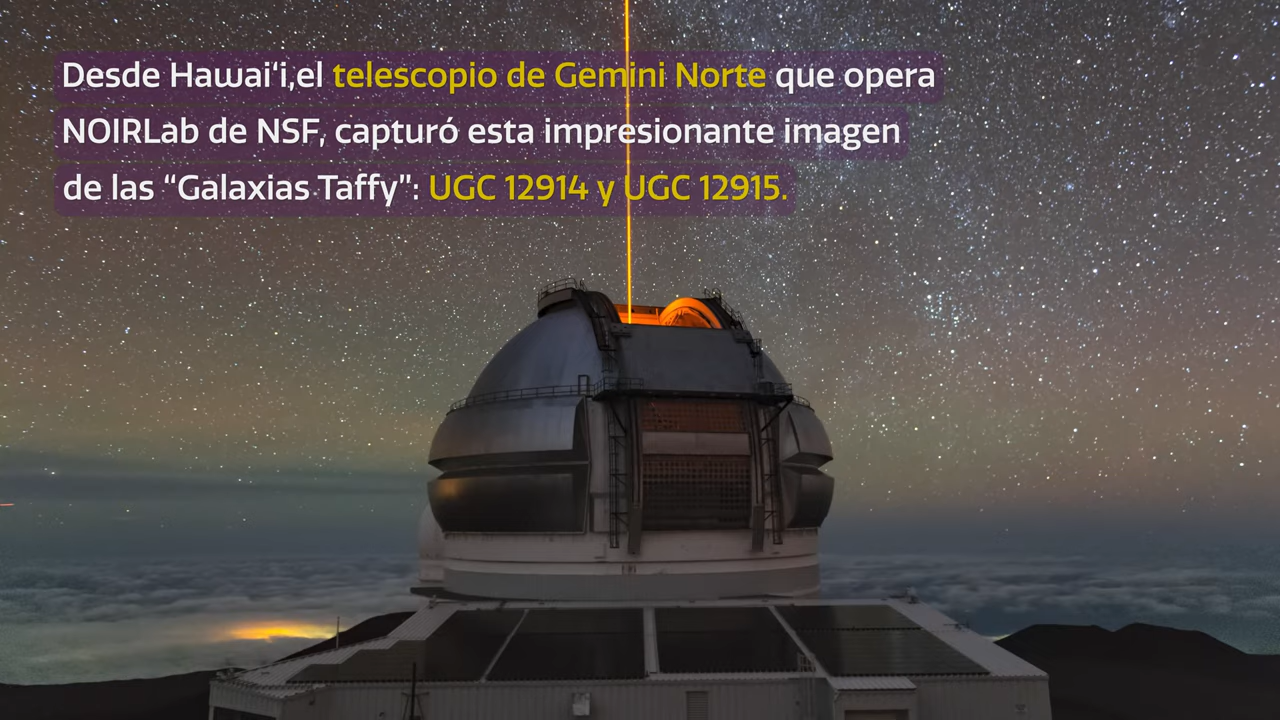 Desde Hawai‘i,el telescopio de Gemini Norte que opera
NOIRLab de NSF, capturó esta impresionante imagen
de las “Galaxias Taffy”: UGC 12914 y UGC 12915.